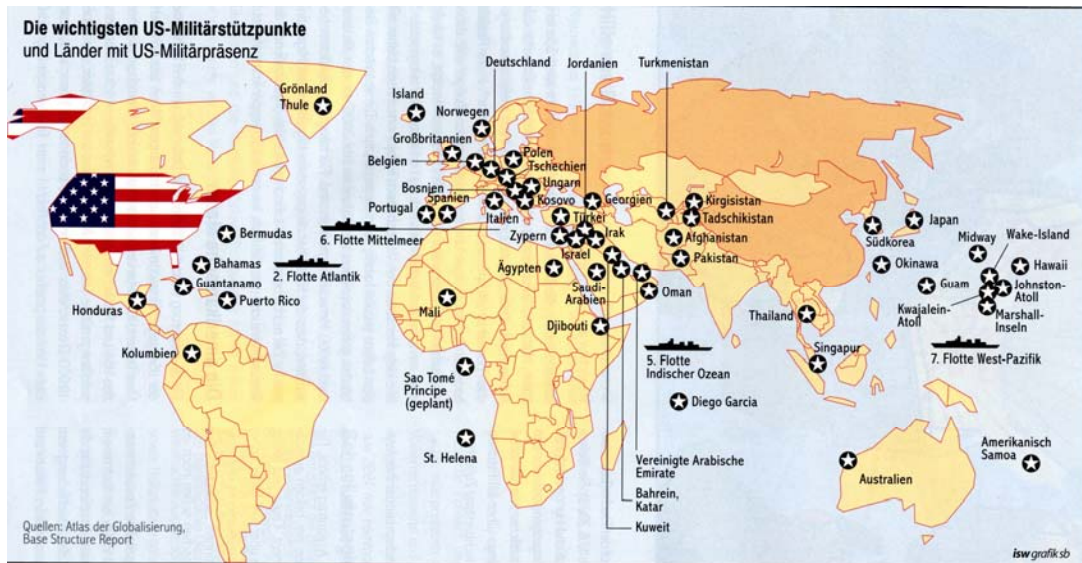 Die wichtigsten US-Militärstützpunkte
und Länder mit US-Militärpräsenz
Deutschland
Jordanien
Turkmenistan
Grönland
Thule
Island
Norwegen
Großbritannien
Belgien
Polen
Tschechien
Ungarn
Bosnien
Spanien
Portugal
Kosovo
Italien
Georgien
Türkei
Kirgisistan
Tadschikistan
6. Flotte Mittelmeer
Zypern
Irak
Israel
Afghanistan
Pakistan
Südkorea
Japan
Okinawa
Midway
Wake-Island
Hawaii
Guam
Johnston-
Atoll
Kwajalein-
Atoll
Marshall-
Inseln
Bermudas
Bahamas
2. Flotte Atlantik
Guantanamo
Puerto Rico
Honduras
Kolumbien
Ägypten
Saudi-
Arabien
Oman
Mali
Djibouti
Thailand
Singapur
5. Flotte
Indischer Ozean
7. Flotte West-Pazifik
Sao Tomé
Principe
(geplant)
Diego Garcia
St. Helena
Vereinigte Arabische
Emirate
Bahrein,
Katar
Kuweit
Australien
Amerikanisch
Samoa
Quellen: Atlas der Globalisierung,
Base Structure Report
isw grafik sb